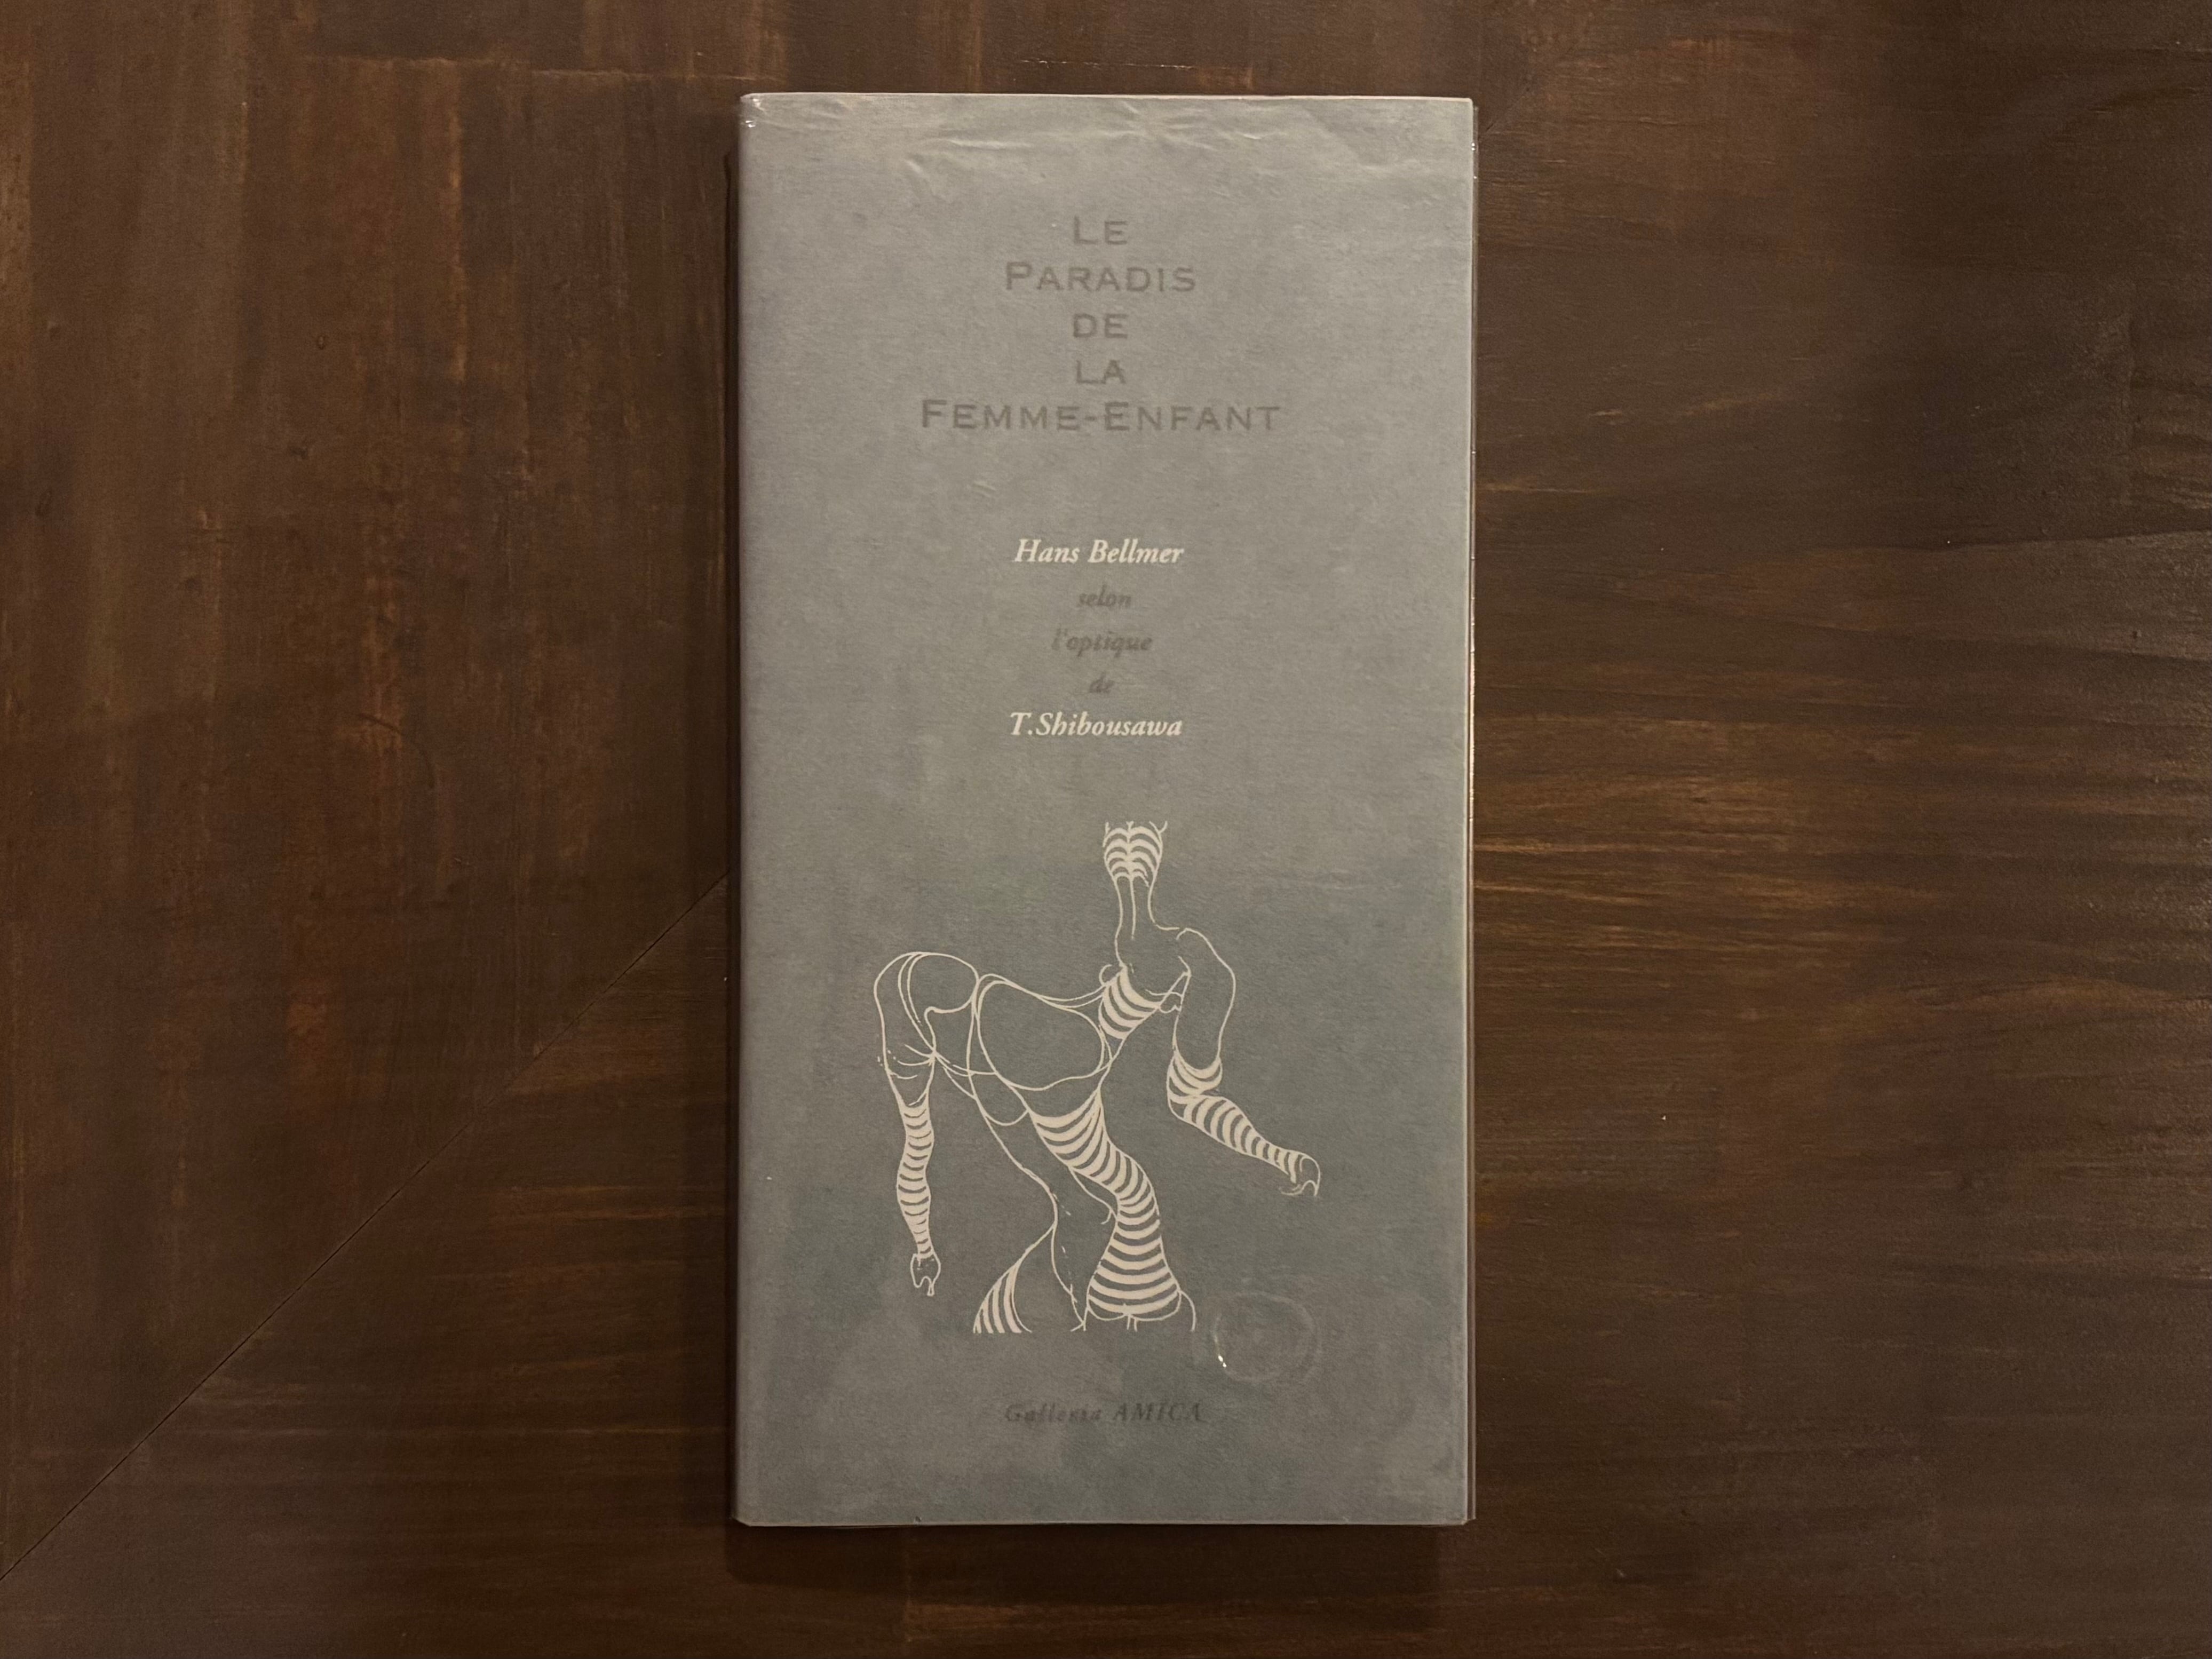 LE
PARADIS
DE
LA
FEMME-ENFANT
Hans Bellmer
selon
l'optique
de
T.Shibousawa
Galleria AMICA